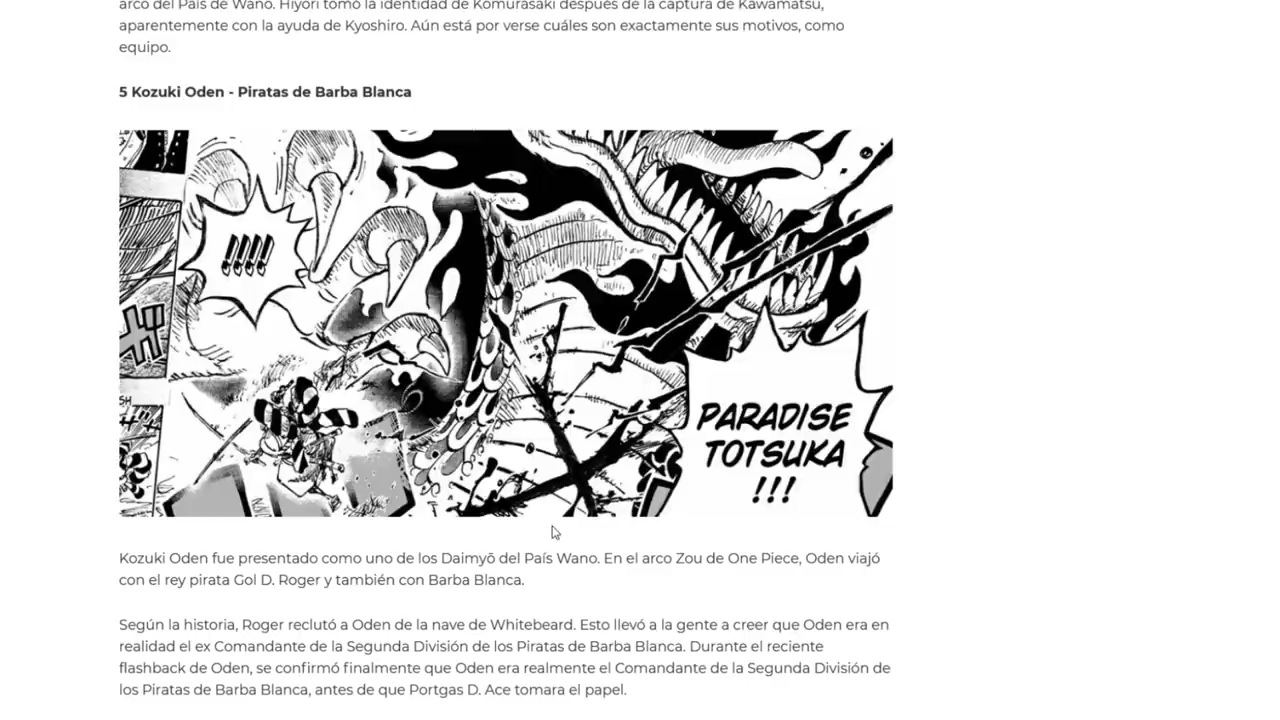 arco del País de Wano. Hiyori tomó la identidad de Komurasaki después de la captura de Kawamatsu,
aparentemente con la ayuda de Kyoshiro. Aún está por verse cuáles son exactamente sus motivos, como
equipo.
5 Kozuki Oden - Piratas de Barba Blanca
!!!!
SH
PARADISE
TOTSUKA
!!!
Kozuki Oden fue presentado como uno de los Daimyō del País Wano. En el arco Zou de One Piece, Oden viajó
con el rey pirata Gol D. Roger y también con Barba Blanca.
Según la historia, Roger reclutó a Oden de la nave de Whitebeard. Esto llevó a la gente a creer que Oden era en
realidad el ex Comandante de la Segunda División de los Piratas de Barba Blanca. Durante el reciente
flashback de Oden, se confirmó finalmente que Oden era realmente el Comandante de la Segunda División de
los Piratas de Barba Blanca, antes de que Portgas D. Ace tomara el papel.